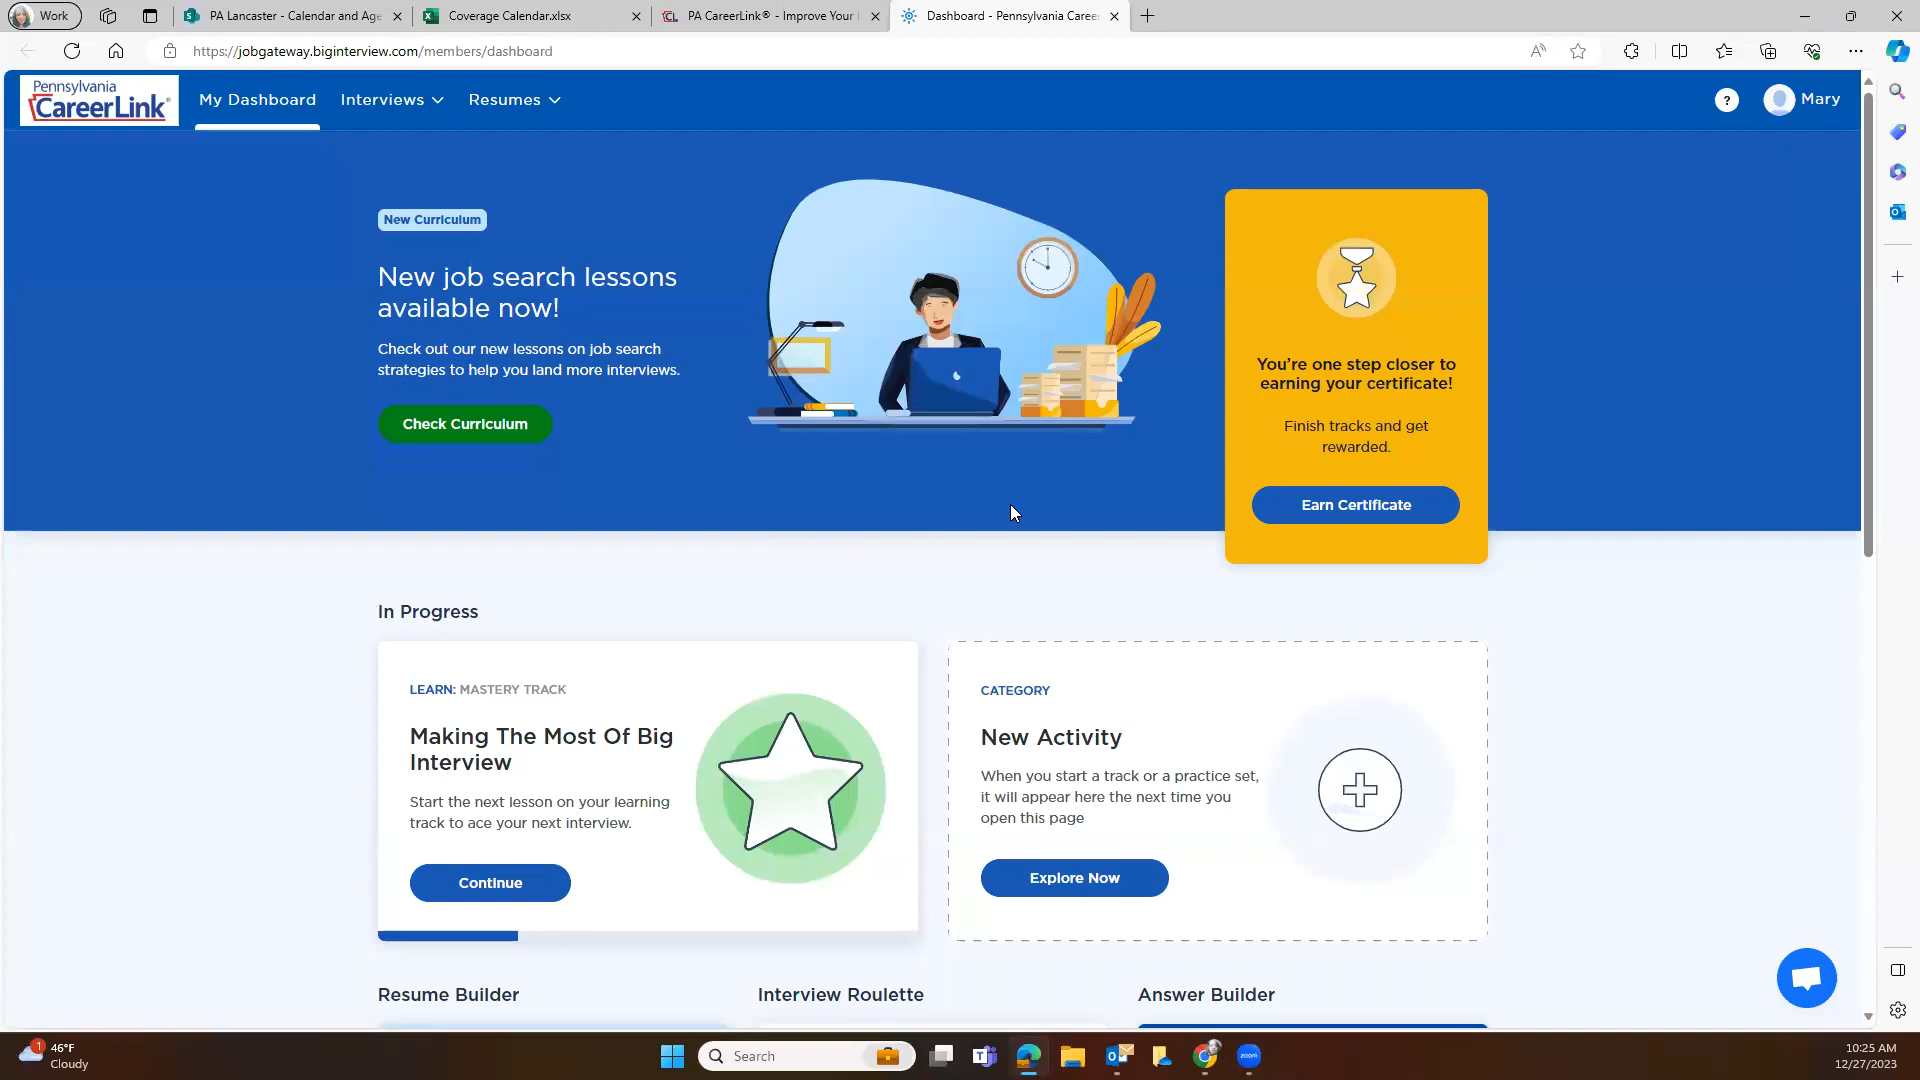 Work
PA Lancaster - Calendar and Age
Coverage Calendar.xlsx
PA CareerLink® - Improve Your
Dashboard - Pennsylvania Caree
https://jobgateway.biginterview.com/members/dashboard
Pennsylvania
CareerLink®
My Dashboard
Interviews
Resumes
?
Mary
New Curriculum
New job search lessons
available now!
Check out our new lessons on job search
strategies to help you land more interviews.
Check Curriculum
You're one step closer to
earning your certificate!
Finish tracks and get
rewarded.
Earn Certificate
In Progress
LEARN: MASTERY TRACK
Making The Most Of Big
Interview
Start the next lesson on your learning
track to ace your next interview.
Continue
CATEGORY
New Activity
When you start a track or a practice set,
it will appear here the next time you
open this page
Explore Now
Resume Builder
Interview Roulette
Answer Builder
1
46°F
Cloudy
Search
zoom
10:25 AM
12/27/2023